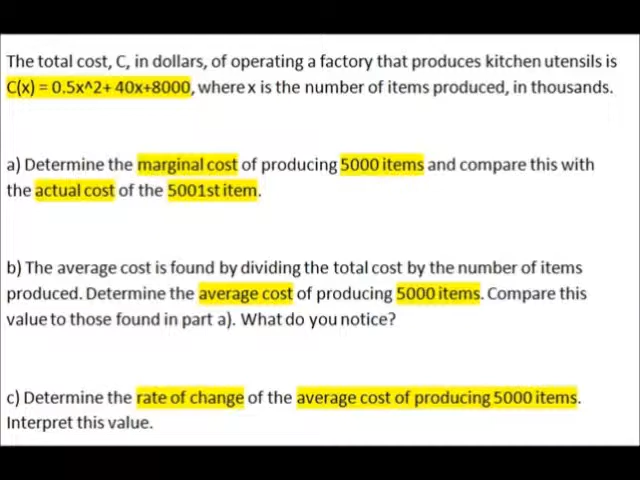 The total cost, C, in dollars, of operating a factory that produces kitchen utensils is
C(x) = 0.5x^2+ 40x+8000, where x is the number of items produced, in thousands.
a) Determine the marginal cost of producing 5000 items and compare this with
the actual cost of the 5001st item.
b) The average cost is found by dividing the total cost by the number of items
produced. Determine the average cost of producing 5000 items. Compare this
value to those found in part a). What do you notice?
c) Determine the rate of change of the average cost of producing 5000 items.
Interpret this value.